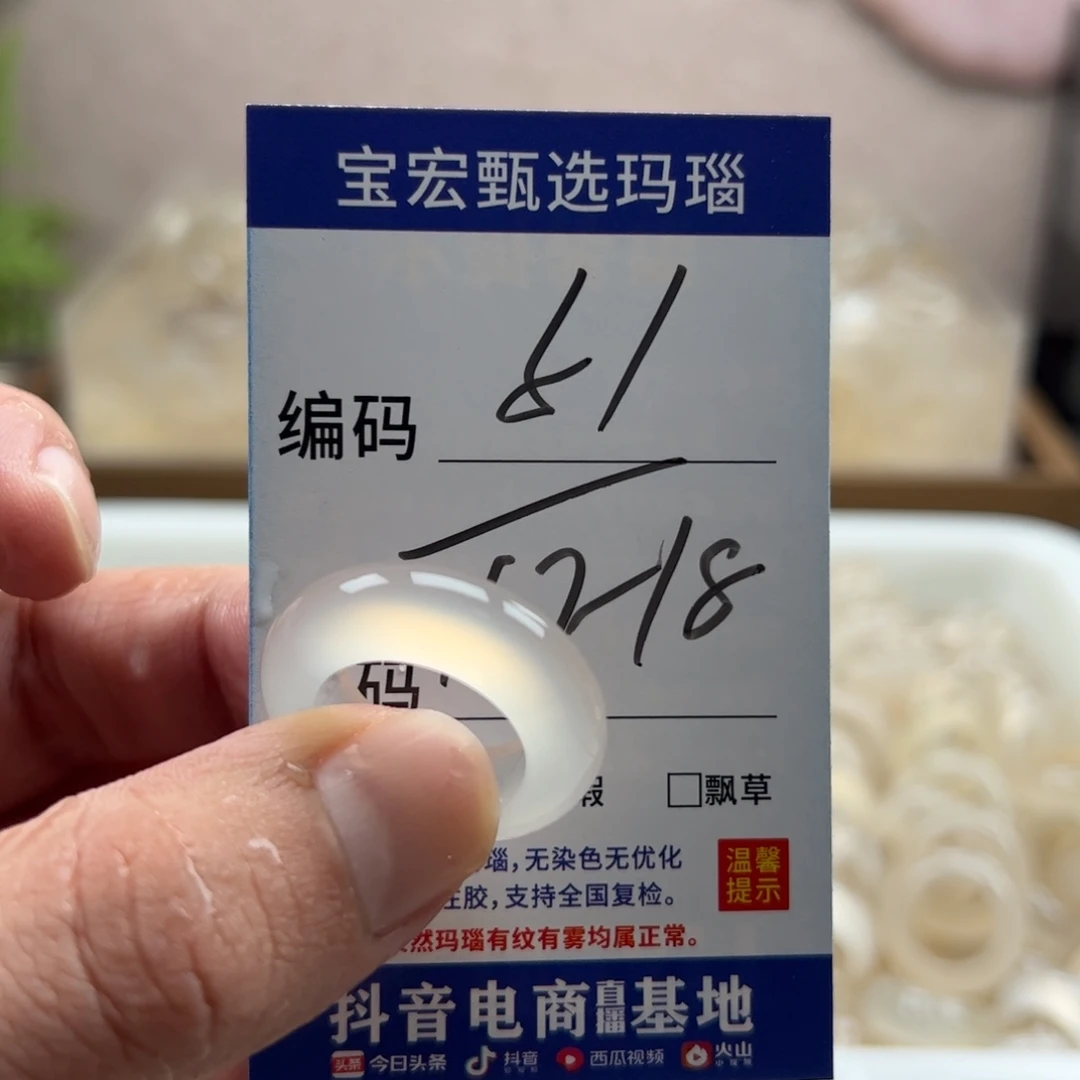 宝宏甄选玛瑙
编码 81
1218
码
☐飘草
瑙,无染色无优化
注胶,支持全国复检。
然玛瑙有纹有雾均属正常。
温馨
提示
抖音电商直播基地
头条 今日头条 抖音 西瓜视频 火山